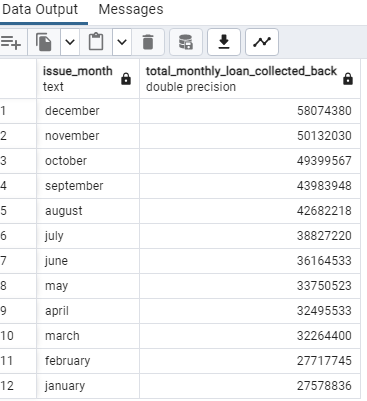 Data Output Messages
issue_month total_monthly_loan_collected_back
text double precision
1 december 58074380
2 november 50132030
3 october 49399567
4 september 43983948
5 august 42682218
6 july 38827220
7 june 36164533
8 may 33750523
9 april 32495533
10 march 32264400
11 february 27717745
12 january 27578836